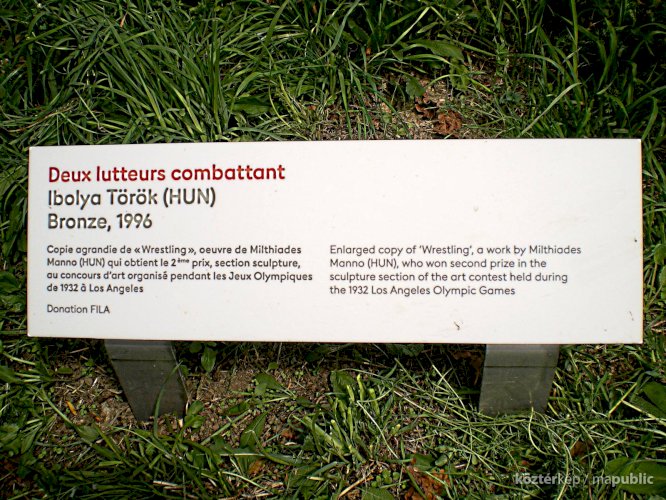 Deux lutteurs combattant
Ibolya Török (HUN)
Bronze, 1996
Copie agrandie de «Wrestling», oeuvre de Milthiades
Manno (HUN) qui obtient le 2ème prix, section sculpture,
au concours d'art organisé pendant les Jeux Olympiques
de 1932 à Los Angeles
Donation FILA
Enlarged copy of 'Wrestling', a work by Milthiades
Manno (HUN), who won second prize in the
sculpture section of the art contest held during
the 1932 Los Angeles Olympic Games
köztérkép / mapublic